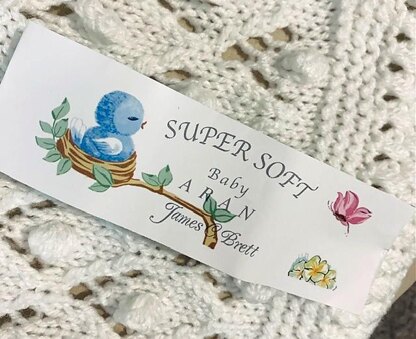 SUPER SOFT
Baby
ARAN
James C Brett